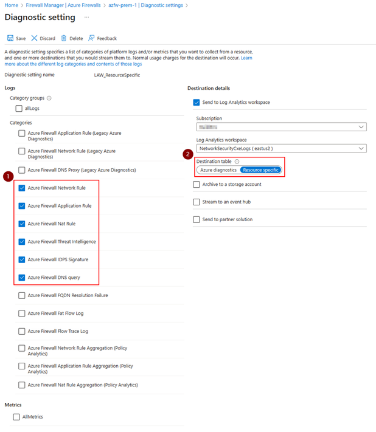 Home > Firewall Manager | Azure Firewalls > azfw-prem-1 | Diagnostic settings >
Diagnostic setting ...
Save Discard Delete Feedback
A diagnostic setting specifies a list of categories of platform logs and/or metrics that you want to collect from a resource,
and one or more destinations that you would stream them to. Normal usage charges for the destination will occur. Learn
more about the different log categories and contents of those logs
Diagnostic setting name
LAW_ResourceSpecific
Logs
Category groups
allLogs
Categories
Azure Firewall Application Rule (Legacy Azure
Diagnostics)
Azure Firewall Network Rule (Legacy Azure
Diagnostics)
Azure Firewall DNS Proxy (Legacy Azure Diagnostics)
1
Azure Firewall Network Rule
Azure Firewall Application Rule
Azure Firewall Nat Rule
Azure Firewall Threat Intelligence
Azure Firewall IDPS Signature
Azure Firewall DNS query
Azure Firewall FQDN Resolution Failure
Azure Firewall Fat Flow Log
Azure Firewall Flow Trace Log
Azure Firewall Network Rule Aggregation (Policy
Analytics)
Azure Firewall Application Rule Aggregation (Policy
Analytics)
Azure Firewall Nat Rule Aggregation (Policy Analytics)
Metrics
AllMetrics
Destination details
Send to Log Analytics workspace
Subscription
Log Analytics workspace
NetworkSecurityCxeLogs ( eastus2 )
2
Destination table
Azure diagnostics Resource specific
Archive to a storage account
Stream to an event hub
Send to partner solution